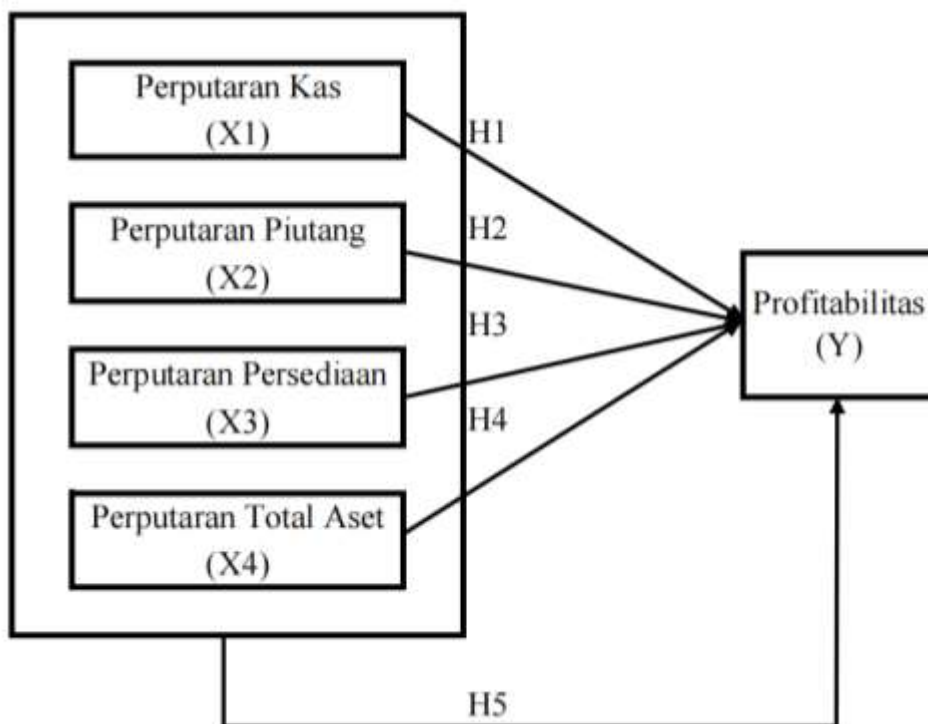 Perputaran Kas
(X1)
H1
Perputaran Piutang
(X2)
H2
Perputaran Persediaan
(X3)
H3
Perputaran Total Aset
(X4)
H4
Profitabilitas
(Y)
H5